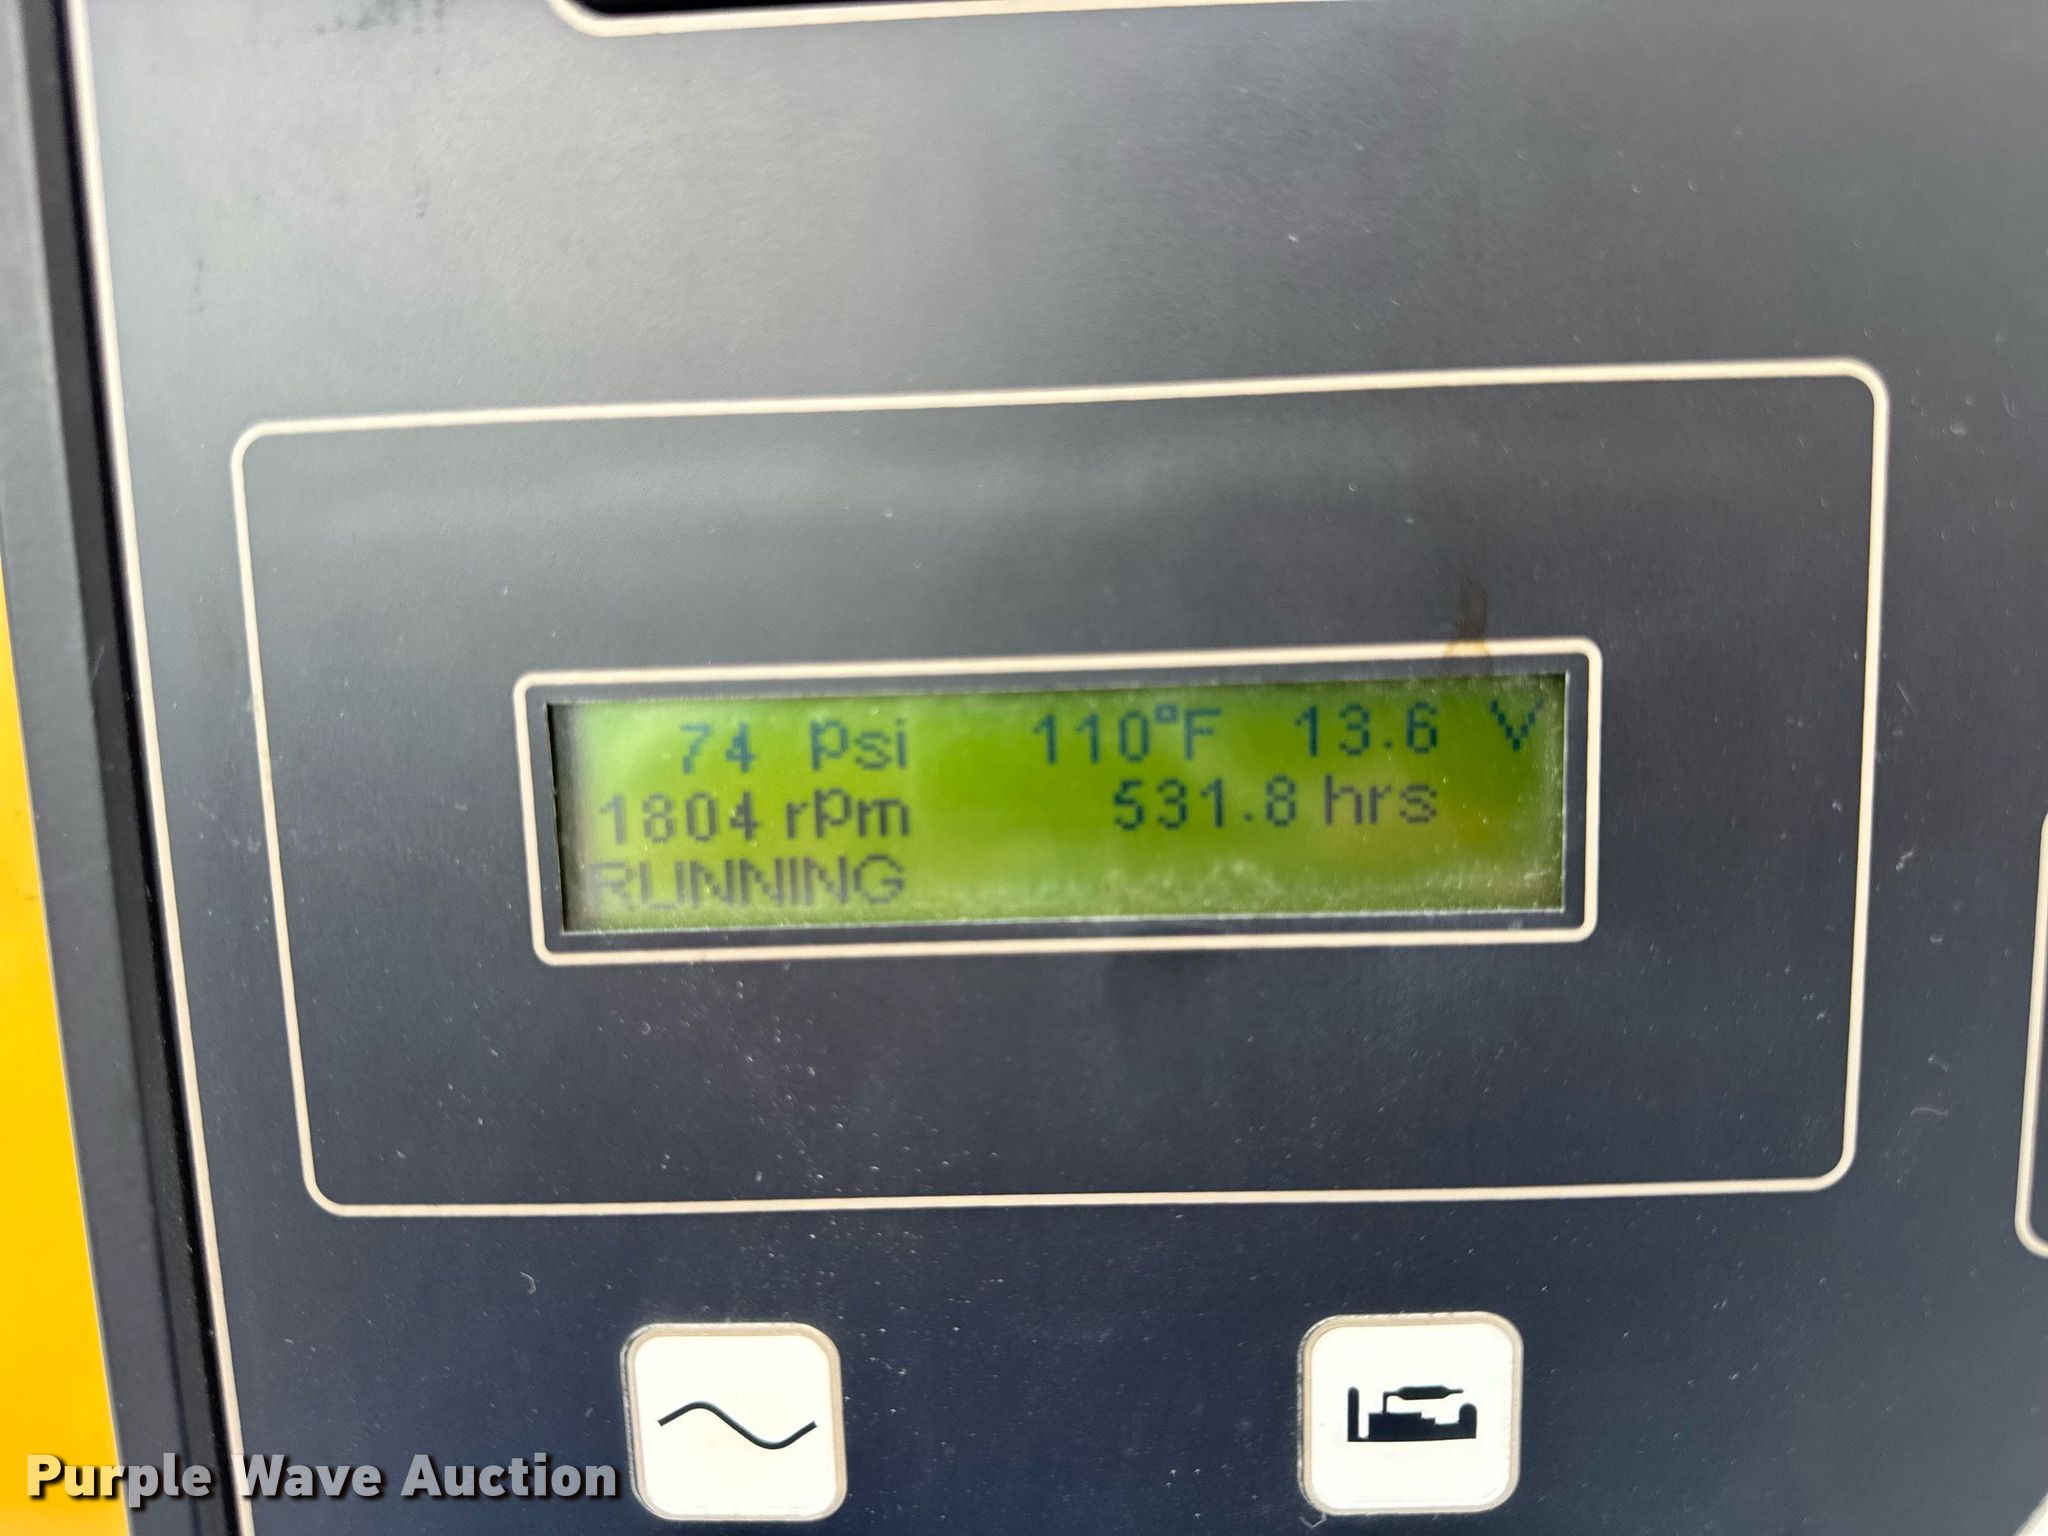 74 psi 110°F 13.6 V
1804 rpm 531.8 hrs
RUNNING
Purple Wave Auction